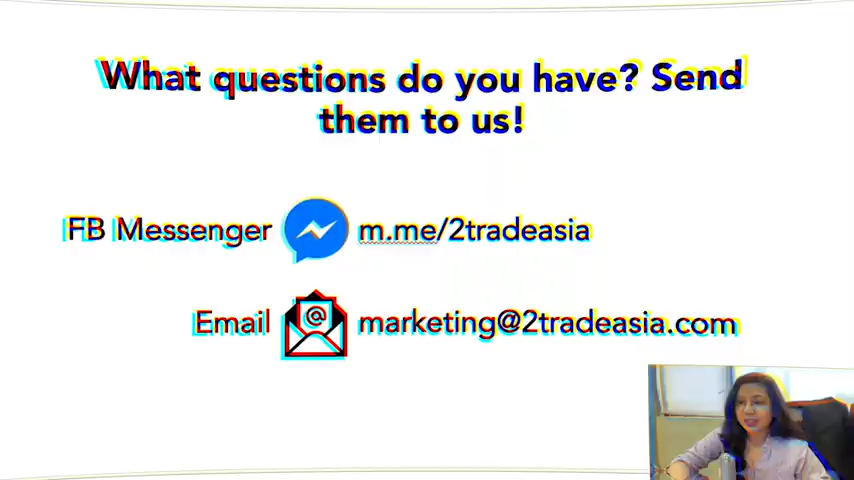 What questions do you have? Send
them to us!
FB Messenger m.me/2tradeasia
Email @ marketing@2tradeasia.com